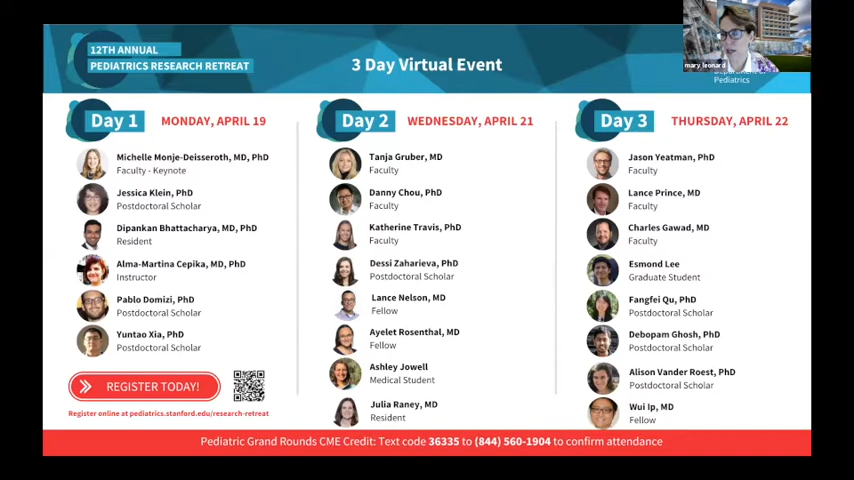 12TH ANNUAL
PEDIATRICS RESEARCH RETREAT
3 Day Virtual Event
mary leonard
Pediatrics
Day 1
MONDAY, APRIL 19
Michelle Monje-Deisseroth, MD, PhD
Faculty - Keynote
Jessica Klein, PhD
Postdoctoral Scholar
Dipankan Bhattacharya, MD, PhD
Resident
Alma-Martina Cepika, MD, PhD
Instructor
Pablo Domizi, PhD
Postdoctoral Scholar
Yuntao Xia, PhD
Postdoctoral Scholar
REGISTER TODAY!
Register online at pediatrics.stanford.edu/research-retreat
Day 2
WEDNESDAY, APRIL 21
Tanja Gruber, MD
Faculty
Danny Chou, PhD
Faculty
Katherine Travis, PhD
Faculty
Dessi Zaharieva, PhD
Postdoctoral Scholar
Lance Nelson, MD
Fellow
Ayelet Rosenthal, MD
Fellow
Ashley Jowell
Medical Student
Julia Raney, MD
Resident
Day 3
THURSDAY, APRIL 22
Jason Yeatman, PhD
Faculty
Lance Prince, MD
Faculty
Charles Gawad, MD
Faculty
Esmond Lee
Graduate Student
Fangfei Qu, PhD
Postdoctoral Scholar
Debopam Ghosh, PhD
Postdoctoral Scholar
Alison Vander Roest, PhD
Postdoctoral Scholar
Wui Ip, MD
Fellow
Pediatric Grand Rounds CME Credit: Text code 36335 to (844) 560-1904 to confirm attendance